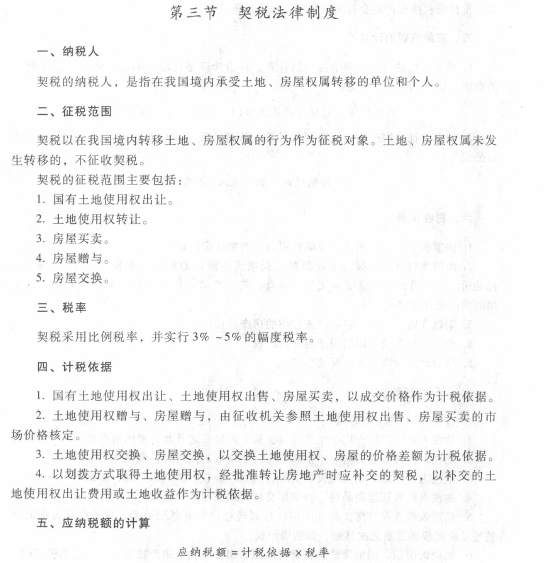 第三节 契税法律制度
一、纳税人
契税的纳税人，是指在我国境内承受土地、房屋权属转移的单位和个人。
二、征税范围
契税以在我国境内转移土地、房屋权属的行为作为征税对象。土地、房屋权属未发
生转移的，不征收契税。
契税的征税范围主要包括：
1. 国有土地使用权出让。
2. 土地使用权转让。
3. 房屋买卖。
4. 房屋赠与。
5. 房屋交换。
三、税率
契税采用比例税率，并实行3% ~5%的幅度税率。
四、计税依据
1. 国有土地使用权出让、土地使用权出售、房屋买卖，以成交价格作为计税依据。
2. 土地使用权赠与、房屋赠与，由征收机关参照土地使用权出售、房屋买卖的市
场价格核定。
3. 土地使用权交换、房屋交换，以交换土地使用权、房屋的价格差额为计税依据。
4. 以划拨方式取得土地使用权，经批准转让房地产时应补交的契税，以补交的土
地使用权出让费用或土地收益作为计税依据。
五、应纳税额的计算
应纳税额=计税依据×税率